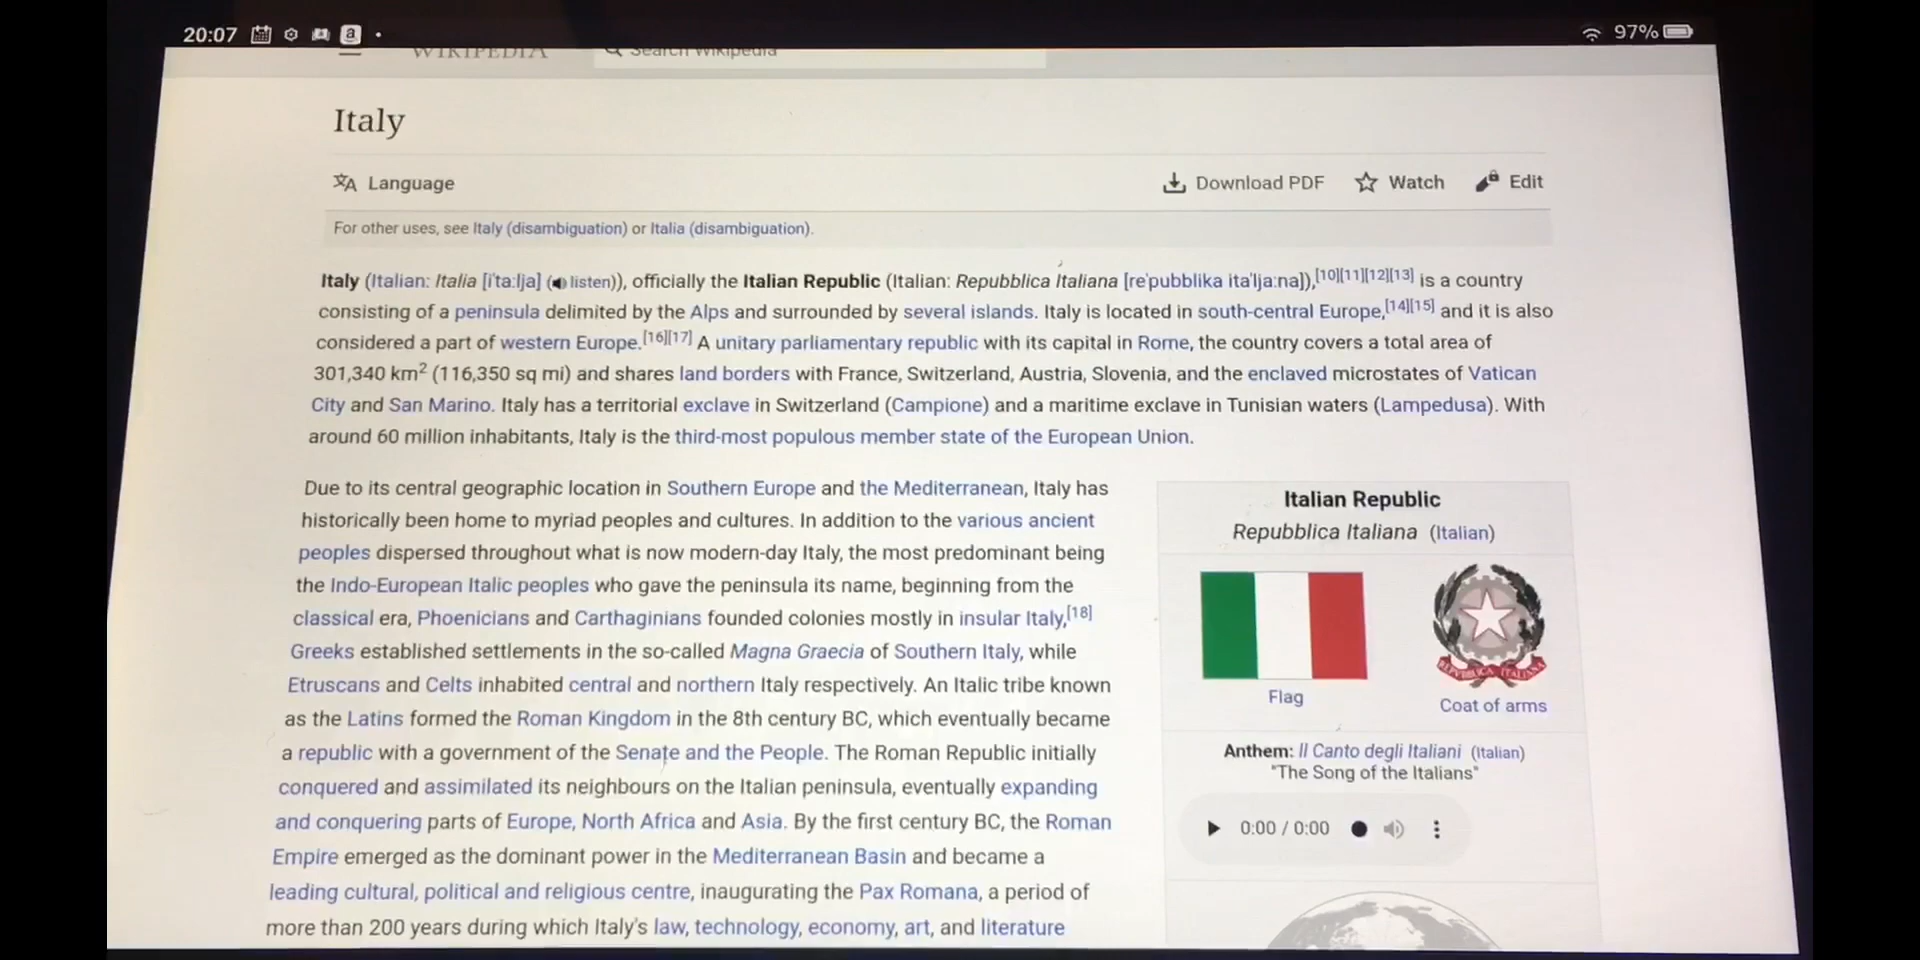 20:07
97%
WIKIPEDIA
Search Wikipedia
Italy
Language
Download PDF
Watch
Edit
For other uses, see Italy (disambiguation) or Italia (disambiguation).
Italy (Italian: Italia [iˈtaːlja] (listen)), officially the Italian Republic (Italian: Repubblica Italiana [reˈpubblika itaˈljaːna]),[10][11][12][13] is a country
consisting of a peninsula delimited by the Alps and surrounded by several islands. Italy is located in south-central Europe,[14][15] and it is also
considered a part of western Europe.[16][17] A unitary parliamentary republic with its capital in Rome, the country covers a total area of
301,340 km² (116,350 sq mi) and shares land borders with France, Switzerland, Austria, Slovenia, and the enclaved microstates of Vatican
City and San Marino. Italy has a territorial exclave in Switzerland (Campione) and a maritime exclave in Tunisian waters (Lampedusa). With
around 60 million inhabitants, Italy is the third-most populous member state of the European Union.
Due to its central geographic location in Southern Europe and the Mediterranean, Italy has
historically been home to myriad peoples and cultures. In addition to the various ancient
peoples dispersed throughout what is now modern-day Italy, the most predominant being
the Indo-European Italic peoples who gave the peninsula its name, beginning from the
classical era, Phoenicians and Carthaginians founded colonies mostly in insular Italy,[18]
Greeks established settlements in the so-called Magna Graecia of Southern Italy, while
Etruscans and Celts inhabited central and northern Italy respectively. An Italic tribe known
as the Latins formed the Roman Kingdom in the 8th century BC, which eventually became
a republic with a government of the Senate and the People. The Roman Republic initially
conquered and assimilated its neighbours on the Italian peninsula, eventually expanding
and conquering parts of Europe, North Africa and Asia. By the first century BC, the Roman
Empire emerged as the dominant power in the Mediterranean Basin and became a
leading cultural, political and religious centre, inaugurating the Pax Romana, a period of
more than 200 years during which Italy's law, technology, economy, art, and literature
Italian Republic
Repubblica Italiana (Italian)
REPVBBLICA ITALIANA
Flag
Coat of arms
Anthem: Il Canto degli Italiani (Italian)
"The Song of the Italians"
0:00 / 0:00